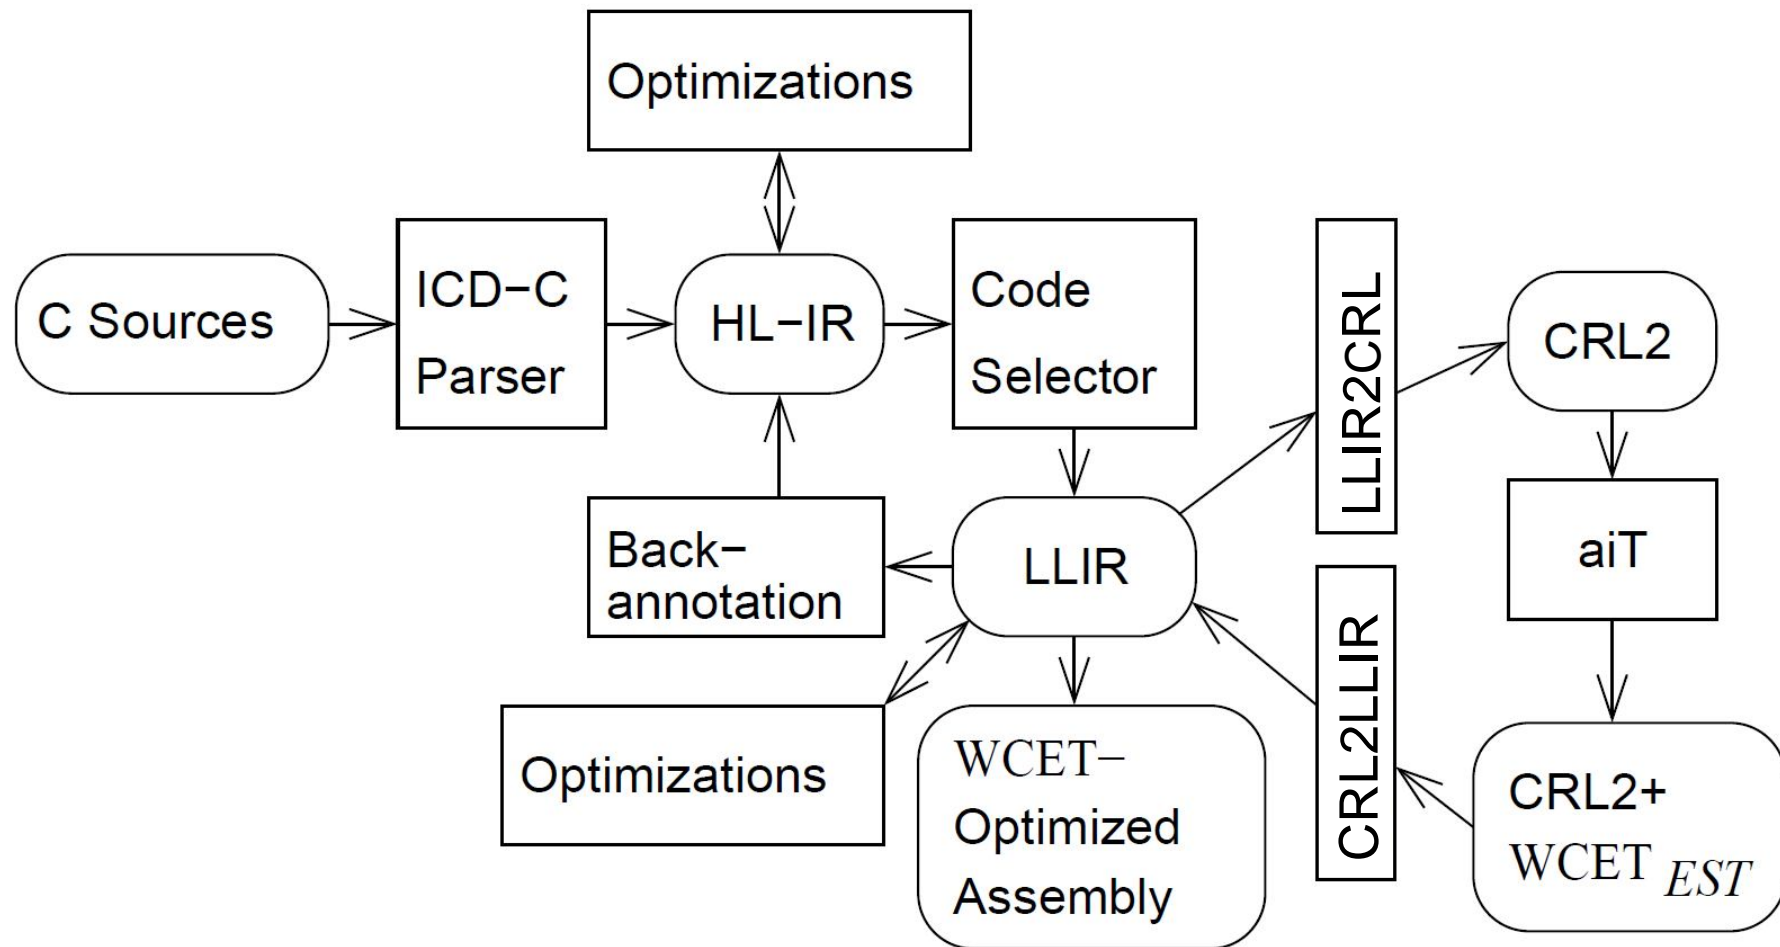 Optimizations
C Sources
ICD−C
Parser
HL−IR
Code
Selector
LLIR2CRL
CRL2
Back−
annotation
LLIR
aiT
CRL2LLIR
Optimizations
WCET−
Optimized
Assembly
CRL2+
WCET EST